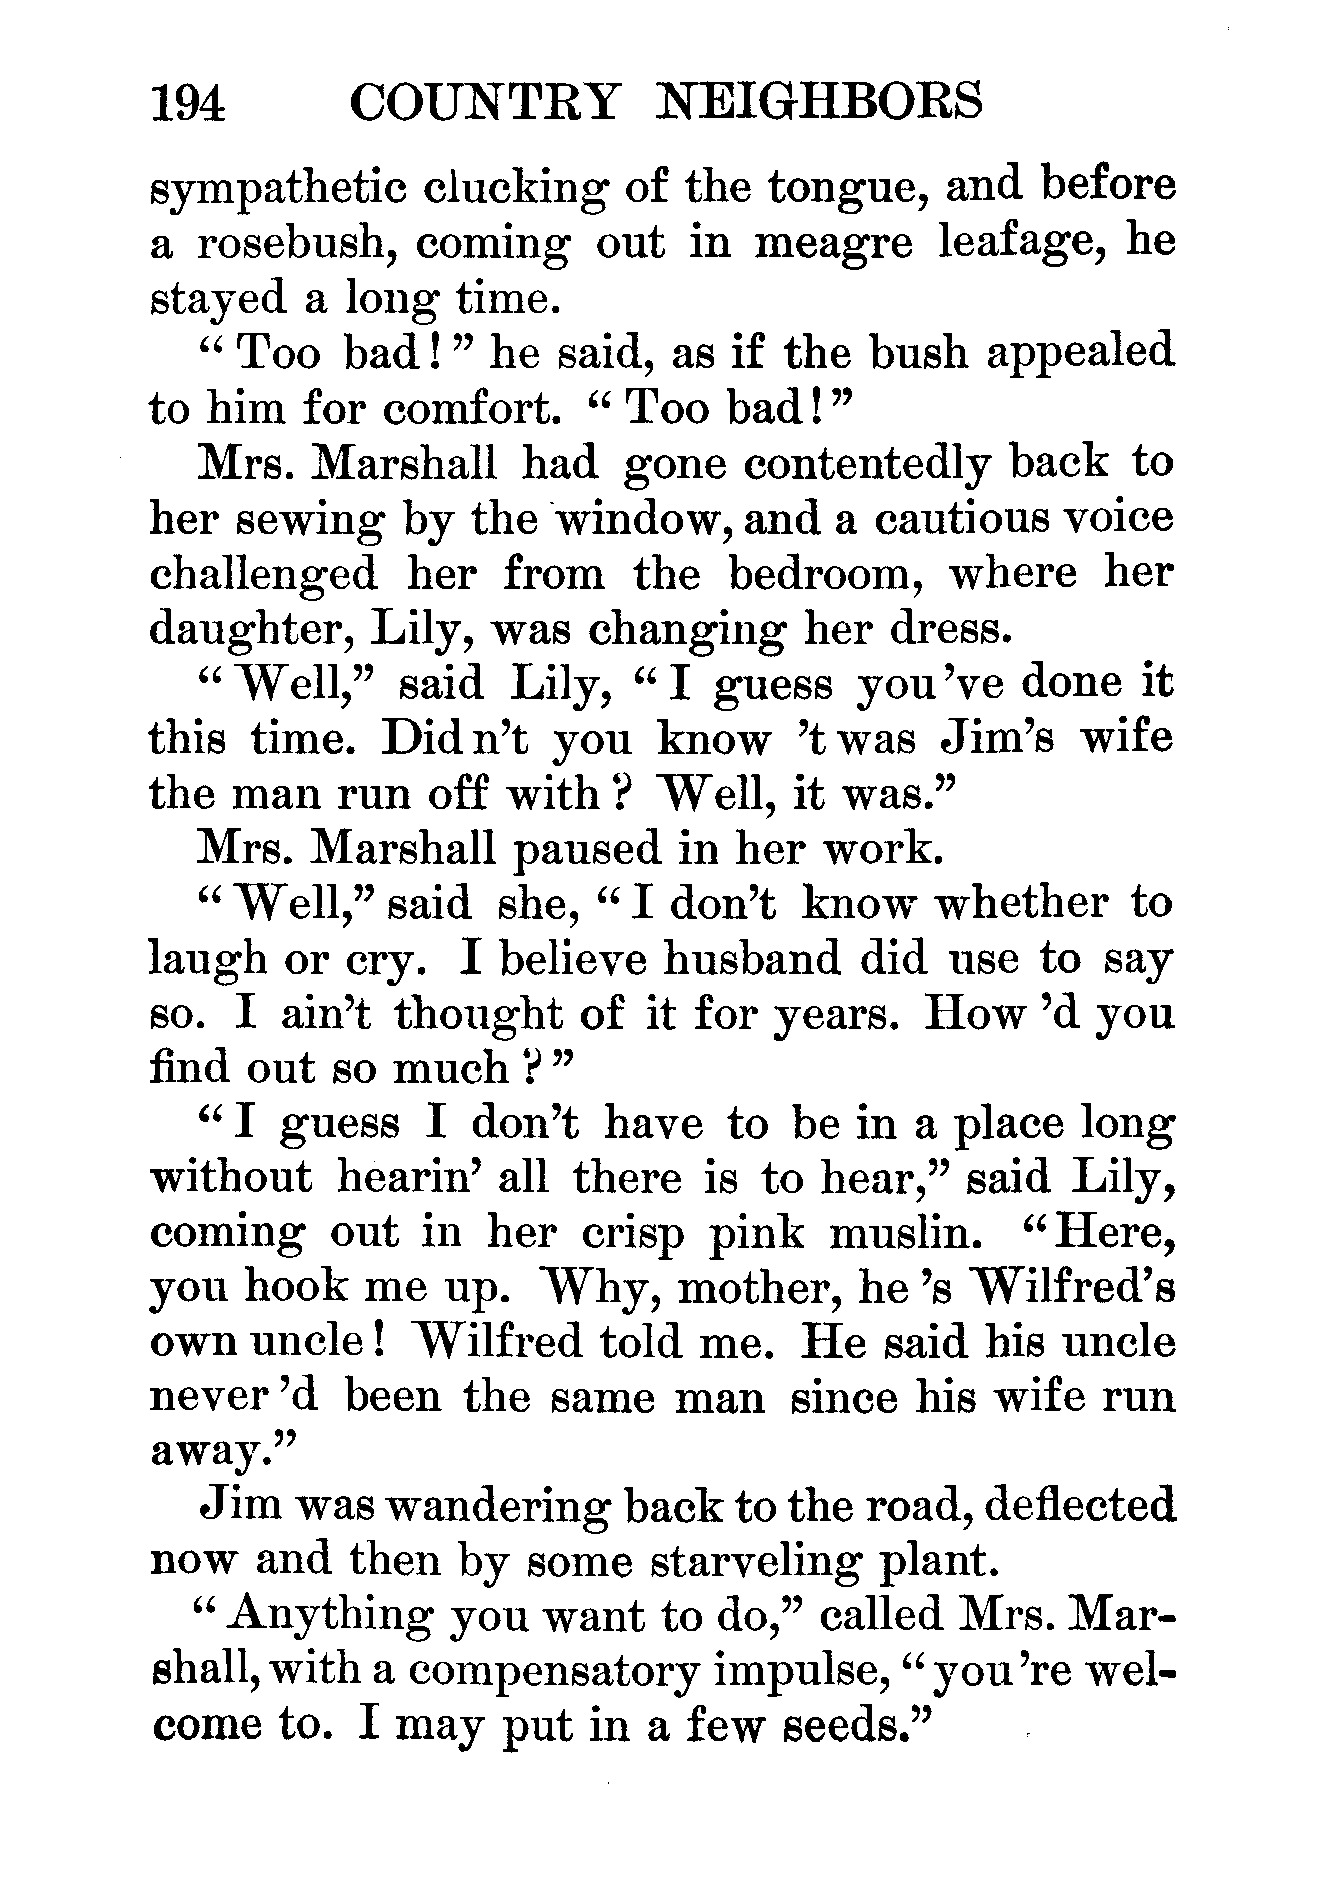 194 COUNTRY NEIGHBORS
sympathetic clucking of the tongue, and before
a rosebush, coming out in meagre leafage, he
stayed a long time.
“ Too bad! ” he said, as if the bush appealed
to him for comfort. “ Too bad! ”
Mrs. Marshall had gone contentedly back to
her sewing by the window, and a cautious voice
challenged her from the bedroom, where her
daughter, Lily, was changing her dress.
“ Well,” said Lily, “ I guess you 've done it
this time. Did n't you know 't was Jim's wife
the man run off with ? Well, it was.”
Mrs. Marshall paused in her work.
“ Well,” said she, “ I don't know whether to
laugh or cry. I believe husband did use to say
so. I ain't thought of it for years. How 'd you
find out so much ? ”
“ I guess I don't have to be in a place long
without hearin' all there is to hear,” said Lily,
coming out in her crisp pink muslin. “ Here,
you hook me up. Why, mother, he 's Wilfred's
own uncle ! Wilfred told me. He said his uncle
never 'd been the same man since his wife run
away.”
Jim was wandering back to the road, deflected
now and then by some starveling plant.
“ Anything you want to do,” called Mrs. Mar-
shall, with a compensatory impulse, “ you 're wel-
come to. I may put in a few seeds.”